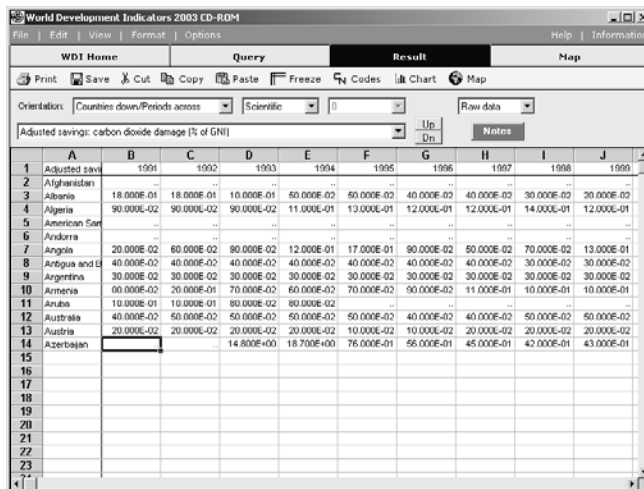 World Development Indicators 2003 CD-ROM
File | Edit | View | Format | Options Help | Information
WDI Home Query Result Map
Print Save Cut Copy Paste Freeze Codes Chart Map
Orientation: Countries down/Periods across Scientific 0 Raw data
Adjusted savings: carbon dioxide damage (% of GNI) Up Dn Notes
A B C D E F G H I J
1 Adjusted savi 1991 1992 1993 1994 1995 1996 1997 1998 1999
2 Afghanistan .. .. .. .. .. .. .. .. ..
3 Albania 18.000E-01 18.000E-01 10.000E-01 50.000E-02 50.000E-02 40.000E-02 40.000E-02 30.000E-02 20.000E-02
4 Algeria 90.000E-02 90.000E-02 90.000E-02 11.000E-01 13.000E-01 12.000E-01 12.000E-01 14.000E-01 12.000E-01
5 American Sam .. .. .. .. .. .. .. .. ..
6 Andorra .. .. .. .. .. .. .. .. ..
7 Angola 20.000E-02 60.000E-02 90.000E-02 12.000E-01 17.000E-01 90.000E-02 50.000E-02 70.000E-02 13.000E-01
8 Antigua and B 40.000E-02 40.000E-02 40.000E-02 40.000E-02 40.000E-02 40.000E-02 40.000E-02 30.000E-02 30.000E-02
9 Argentina 30.000E-02 30.000E-02 30.000E-02 30.000E-02 30.000E-02 30.000E-02 30.000E-02 30.000E-02 30.000E-02
10 Armenia 00.000E-02 20.000E-01 70.000E-02 60.000E-02 70.000E-02 90.000E-02 11.000E-01 10.000E-01 10.000E-01
11 Aruba 10.000E-01 10.000E-01 80.000E-02 80.000E-02 .. .. .. .. ..
12 Australia 40.000E-02 50.000E-02 50.000E-02 50.000E-02 50.000E-02 40.000E-02 40.000E-02 50.000E-02 50.000E-02
13 Austria 20.000E-02 20.000E-02 20.000E-02 20.000E-02 10.000E-02 10.000E-02 20.000E-02 20.000E-02 20.000E-02
14 Azerbaijan .. 14.800E+00 18.700E+00 76.000E-01 56.000E-01 45.000E-01 42.000E-01 43.000E-01
15
16
17
18
19
20
21
22
23